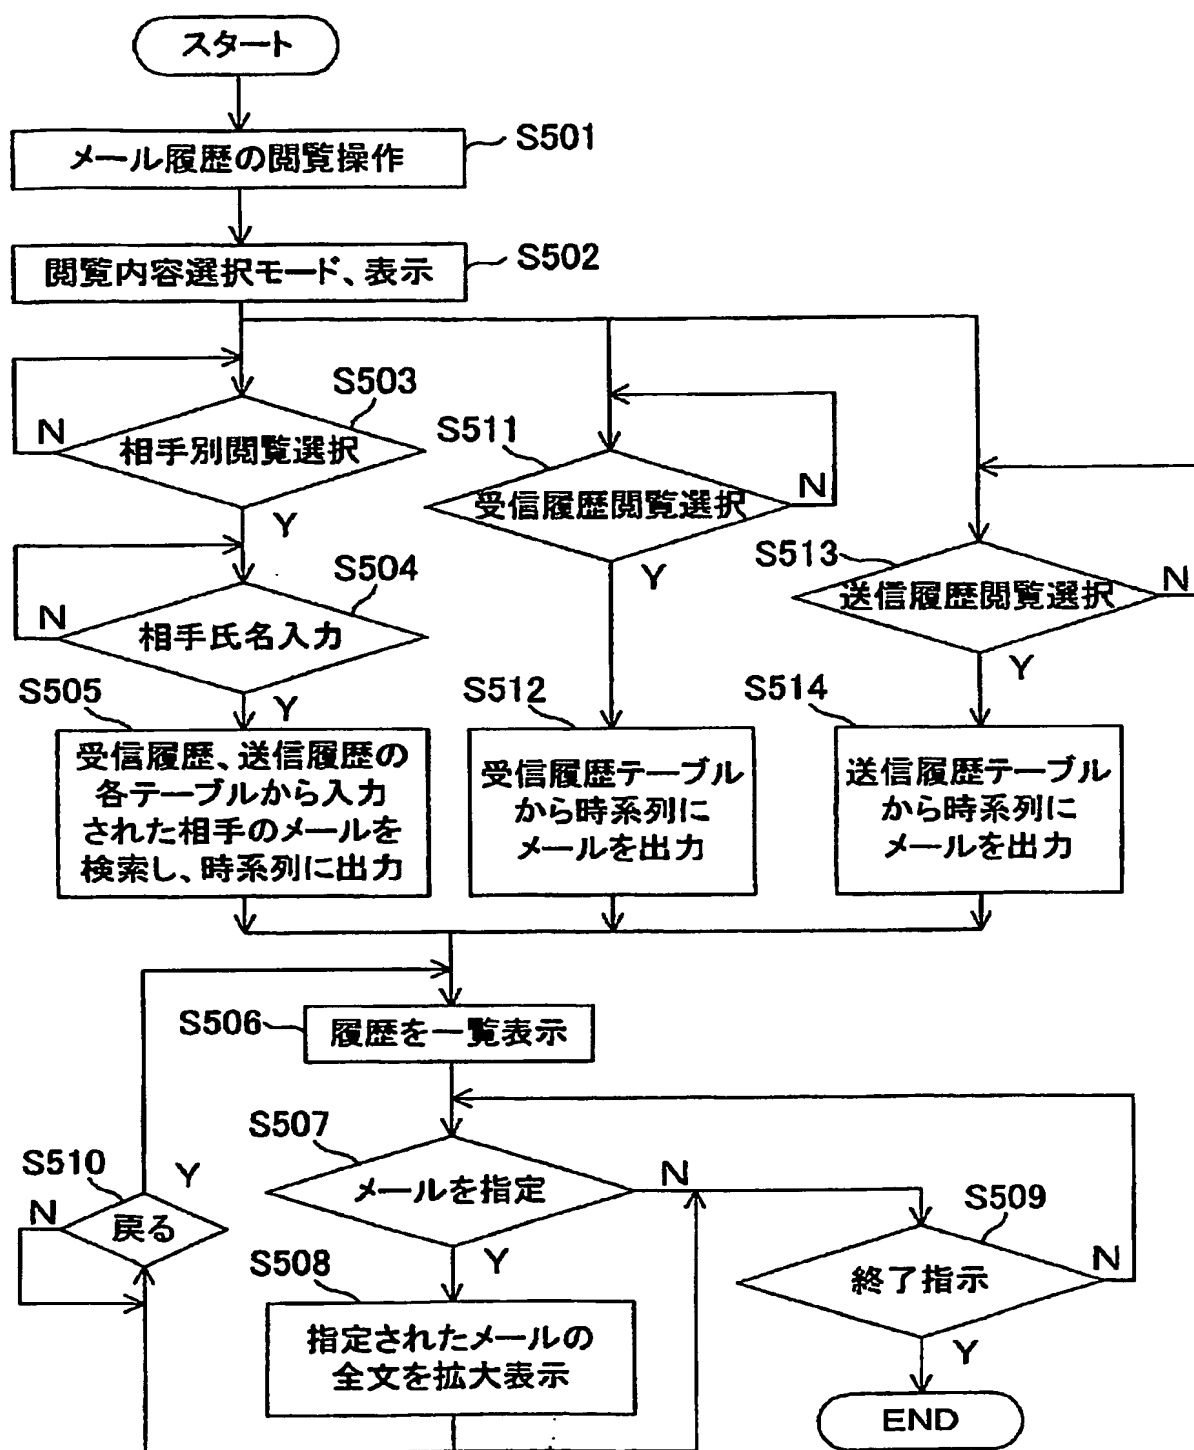 スタート
S501
メール履歴の閲覧操作
S502
閲覧内容選択モード、表示
S503
N
相手別閲覧選択
Y
S511
受信履歴閲覧選択
N
Y
S513
送信履歴閲覧選択
N
Y
S504
N
相手氏名入力
Y
S505
受信履歴、送信履歴の
各テーブルから入力
された相手のメールを
検索し、時系列に出力
S512
受信履歴テーブル
から時系列に
メールを出力
S514
送信履歴テーブル
から時系列に
メールを出力
S506
履歴を一覧表示
S507
メールを指定
N
Y
S510
Y
N
戻る
S509
終了指示
N
Y
S508
指定されたメールの
全文を拡大表示
END